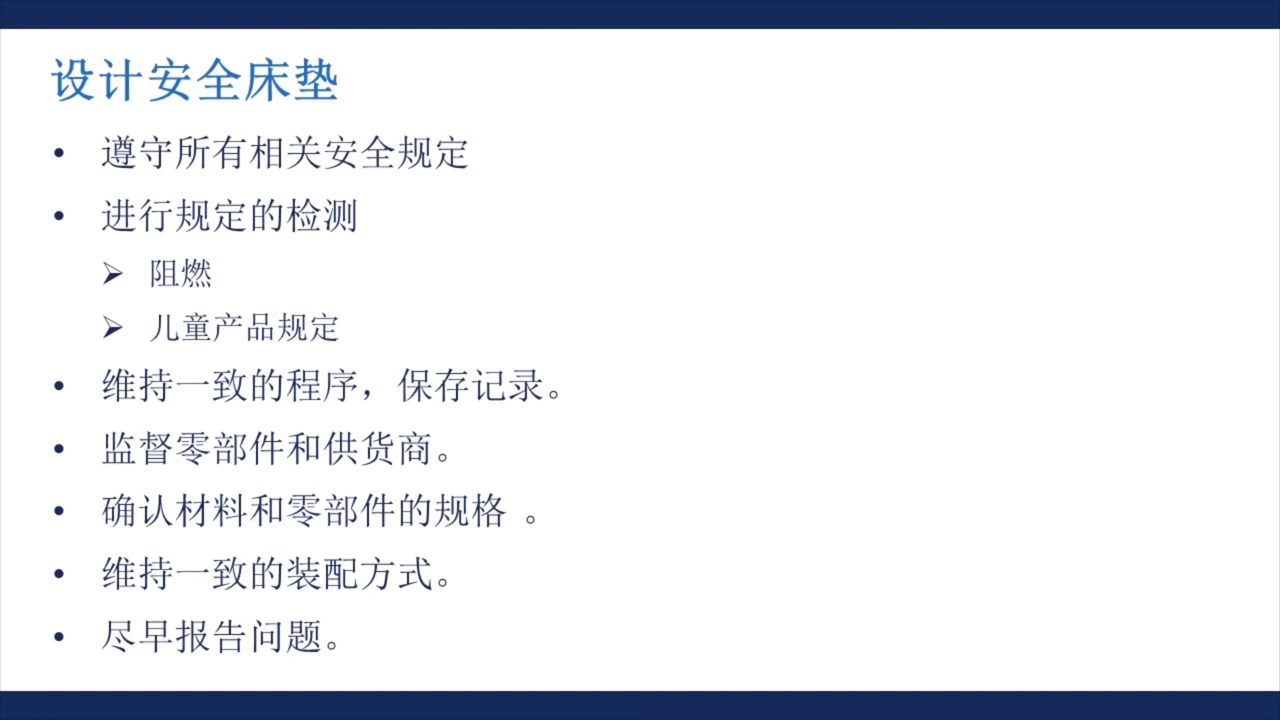 设计安全床垫
• 遵守所有相关安全规定
• 进行规定的检测
➢ 阻燃
➢ 儿童产品规定
• 维持一致的程序，保存记录。
• 监督零部件和供货商。
• 确认材料和零部件的规格 。
• 维持一致的装配方式。
• 尽早报告问题。